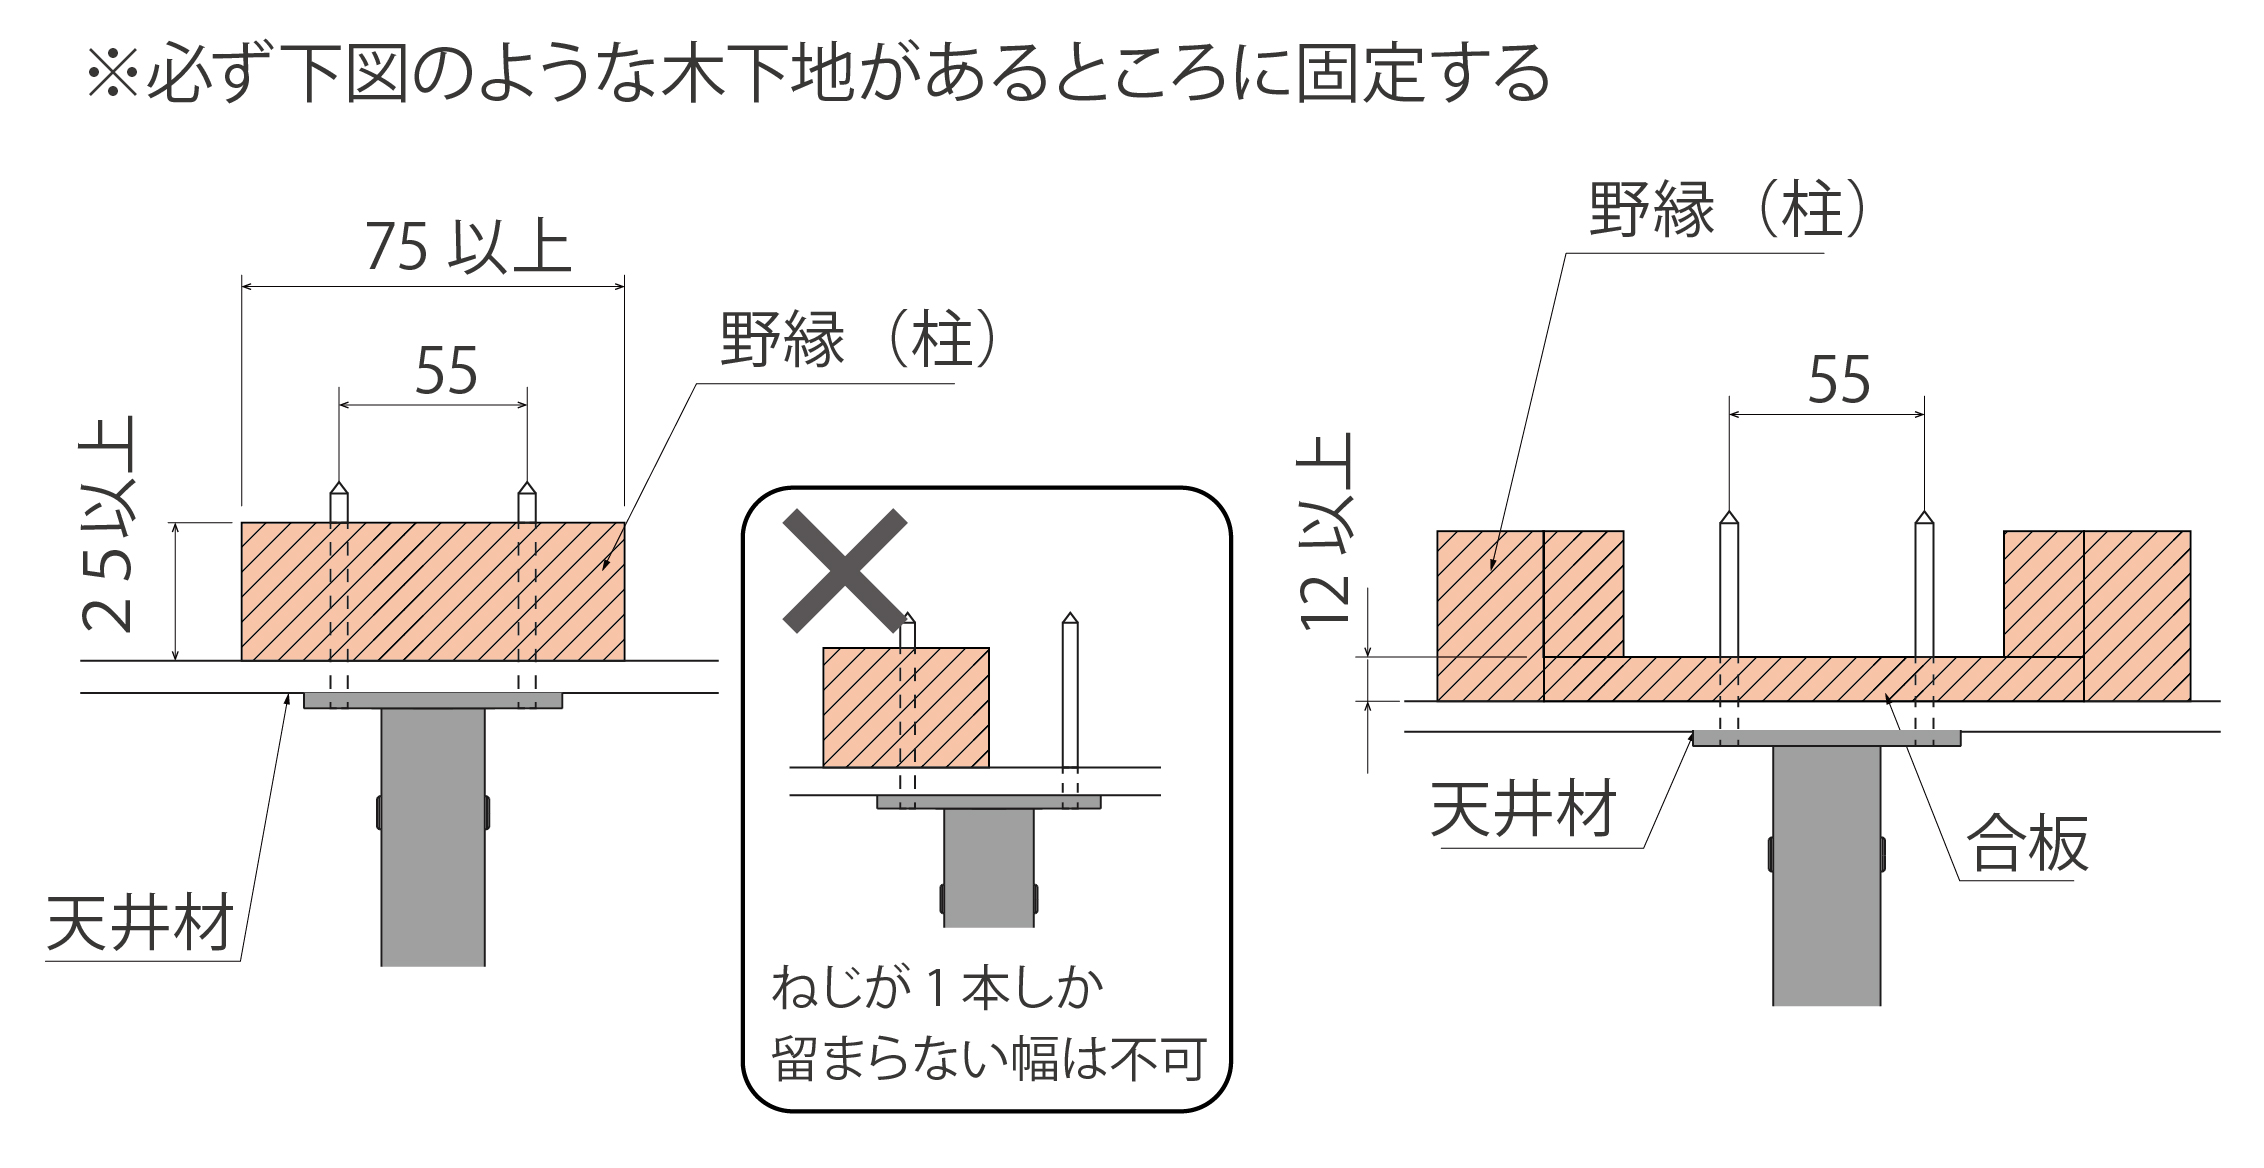 ※必ず下図のような木下地があるところに固定する
75 以上
55
野縁（柱）
25以上
天井材
ねじが 1 本しか
留まらない幅は不可
野縁（柱）
55
12 以上
天井材
合板